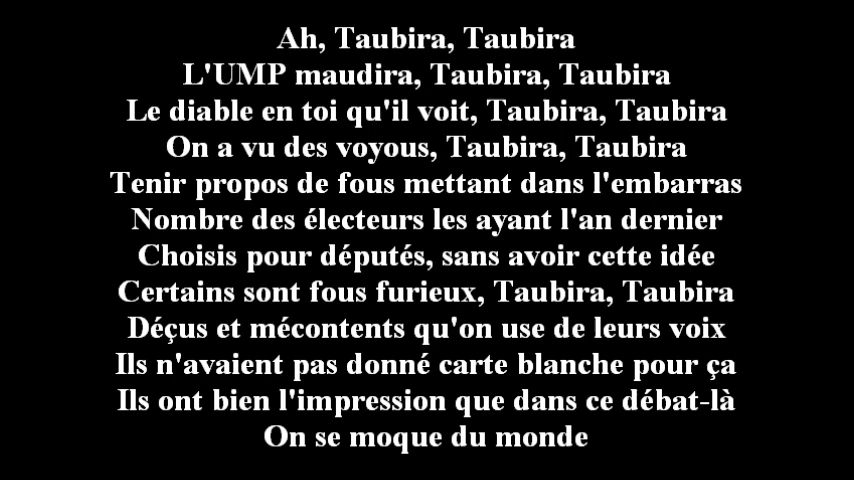 Ah, Taubira, Taubira
L'UMP maudira, Taubira, Taubira
Le diable en toi qu'il voit, Taubira, Taubira
On a vu des voyous, Taubira, Taubira
Tenir propos de fous mettant dans l'embarras
Nombre des électeurs les ayant l'an dernier
Choisis pour députés, sans avoir cette idée
Certains sont fous furieux, Taubira, Taubira
Déçus et mécontents qu'on use de leurs voix
Ils n'avaient pas donné carte blanche pour ça
Ils ont bien l'impression que dans ce débat-là
On se moque du monde